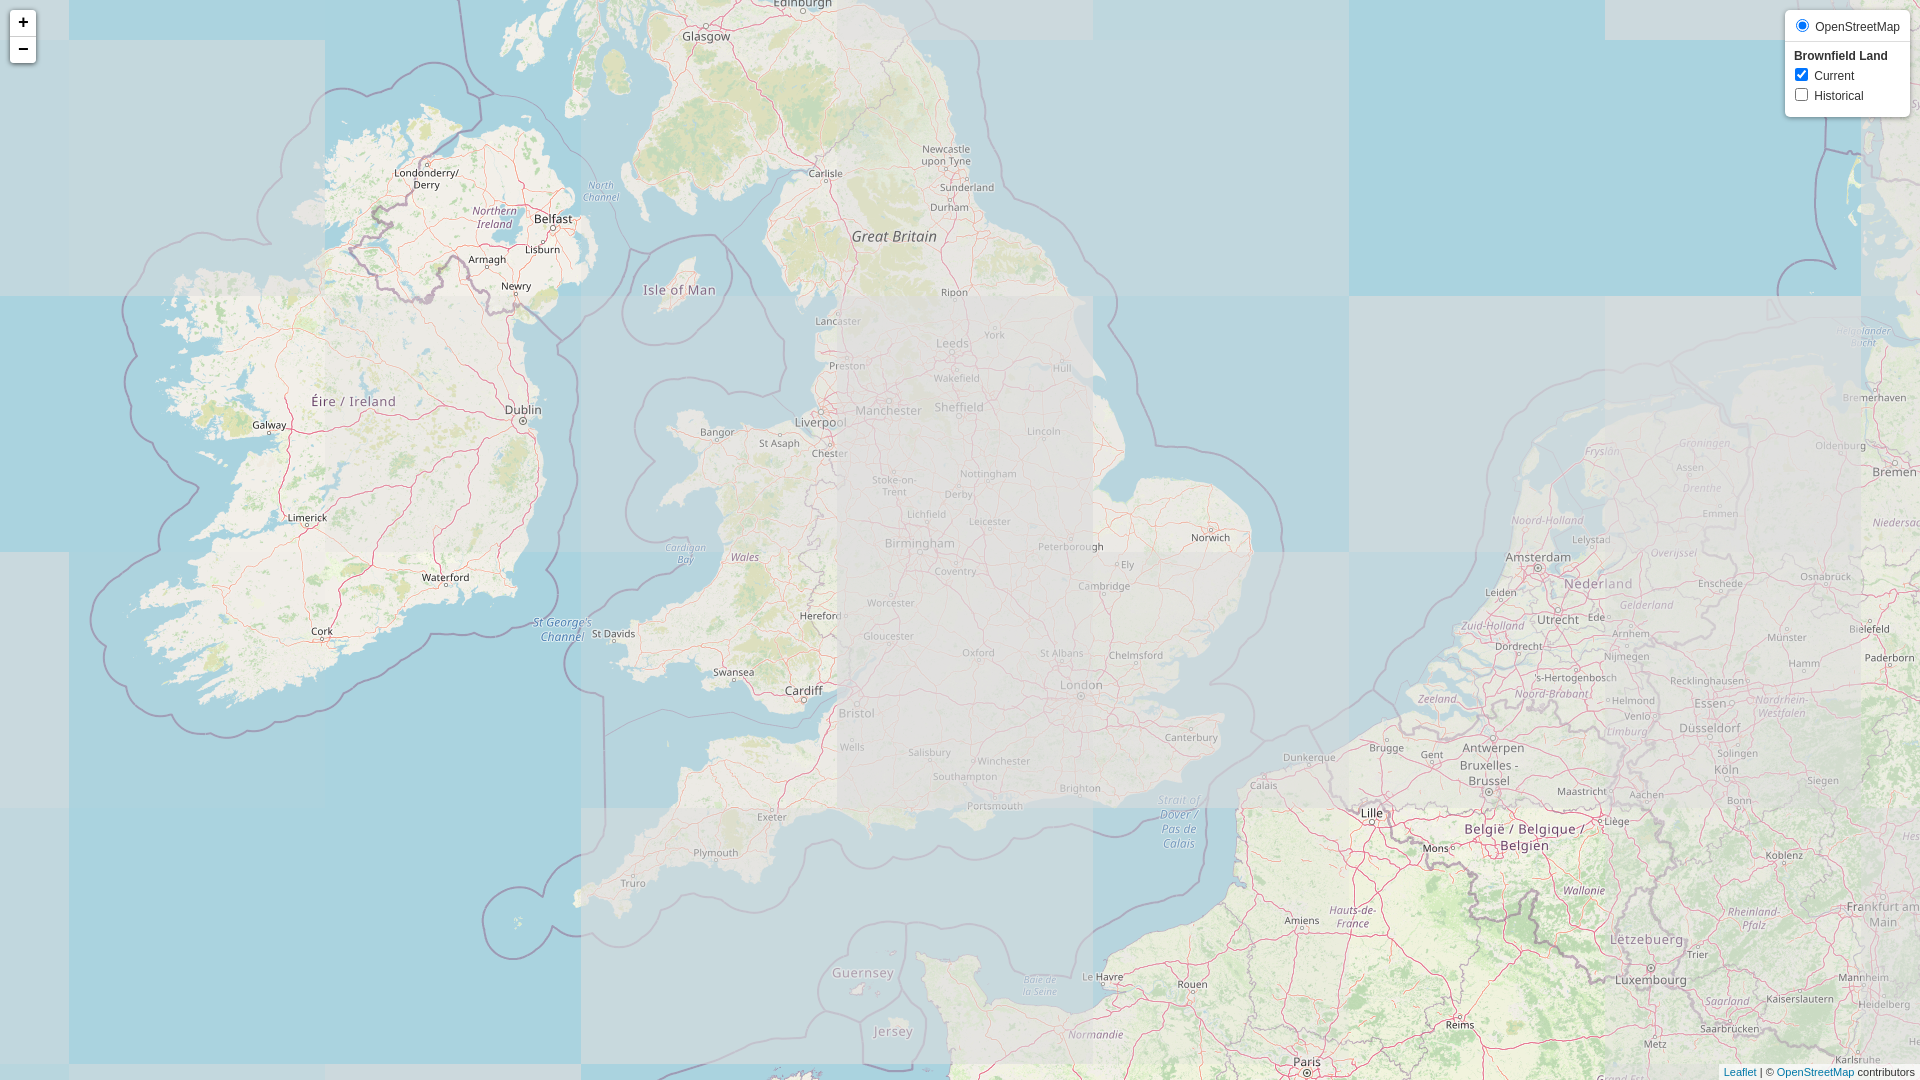 +
−
OpenStreetMap
Brownfield Land
Current
Historical
Edinburgh
Glasgow
Londonderry/
Derry
North
Channel
Northern
Ireland
Belfast
Lisburn
Armagh
Newry
Carlisle
Newcastle
upon Tyne
Sunderland
Durham
Great Britain
Isle of Man
Ripon
Lancaster
York
Leeds
Preston
Hull
Wakefield
Manchester
Sheffield
Liverpool
Lincoln
Bangor
St Asaph
Chester
Éire / Ireland
Dublin
Galway
Limerick
Waterford
Cork
Stoke-on-
Trent
Nottingham
Derby
Lichfield
Leicester
Birmingham
Peterborough
Norwich
Coventry
Ely
Cambridge
Cardigan
Bay
Wales
Worcester
Hereford
St George's
Channel
St Davids
Gloucester
Oxford
St Albans
Chelmsford
Swansea
Cardiff
London
Bristol
Wells
Salisbury
Winchester
Southampton
Canterbury
Brighton
Portsmouth
Exeter
Plymouth
Truro
Strait of
Dover /
Pas de
Calais
Guernsey
Jersey
Baie de
la Seine
Le Havre
Rouen
Normandie
Amiens
Hauts-de-
France
Reims
Paris
Dunkerque
Calais
Lille
Mons
Brugge
Gent
Antwerpen
Bruxelles -
Brussel
België / Belgique /
Belgien
Wallonie
Liège
Maastricht
Aachen
Lëtzebuerg
Luxembourg
Trier
Metz
Saarland
Saarbrücken
Kaiserslautern
Mannheim
Heidelberg
Karlsruhe
Rheinland-
Pfalz
Frankfurt am
Main
Koblenz
Bonn
Siegen
Köln
Solingen
Düsseldorf
Essen
Nordrhein-
Westfalen
Recklinghausen
Hamm
Münster
Paderborn
Bielefeld
Osnabrück
Enschede
Overijssel
Gelderland
Arnhem
Nijmegen
Ede
Utrecht
Nederland
Amsterdam
Leiden
Zuid-Holland
Dordrecht
's-Hertogenbosch
Noord-Brabant
Zeeland
Helmond
Venlo
Limburg
Lelystad
Noord-Holland
Emmen
Drenthe
Assen
Fryslân
Groningen
Oldenburg
Bremen
Bremerhaven
Helgoländer
Bucht
Leaflet | © OpenStreetMap contributors